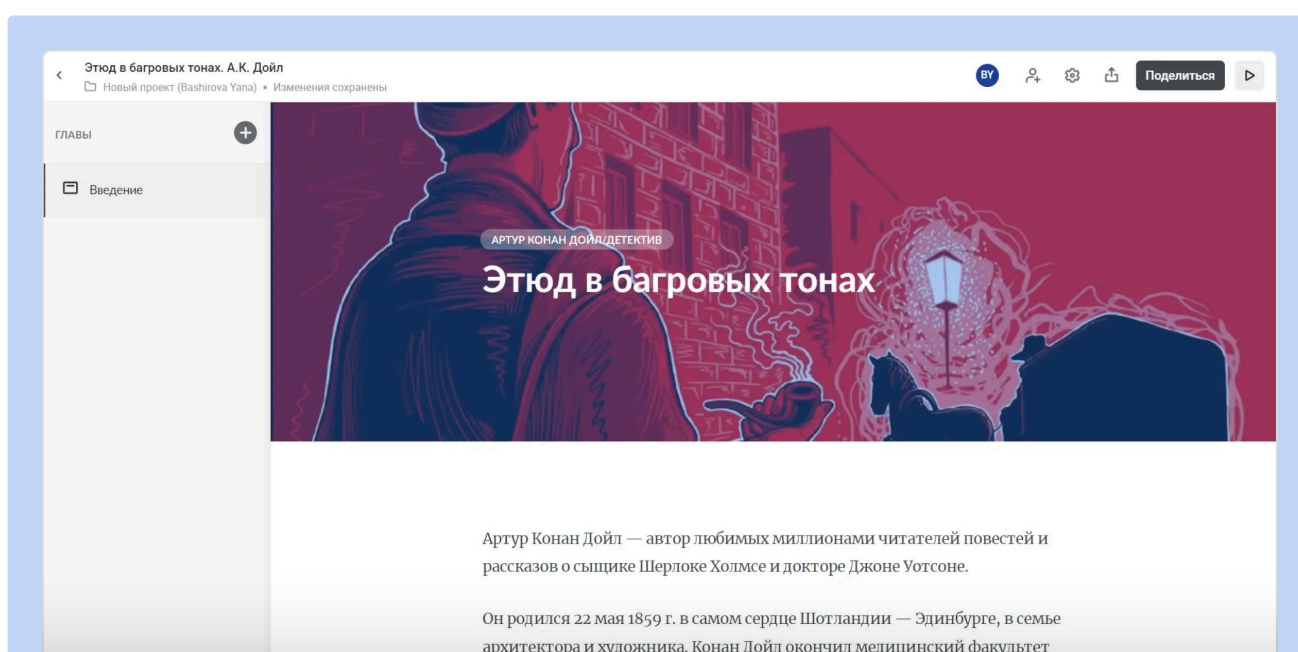 Этюд в багровых тонах. А.К. Дойл
Новый проект (Bashirova Yana) • Изменения сохранены
BY
Поделиться
ГЛАВЫ
Введение
АРТУР КОНАН ДОЙЛ/ДЕТЕКТИВ
Этюд в багровых тонах
Артур Конан Дойл — автор любимых миллионами читателей повестей и
рассказов о сыщике Шерлоке Холмсе и докторе Джоне Уотсоне.
Он родился 22 мая 1859 г. в самом сердце Шотландии — Эдинбурге, в семье
архитектора и художника. Конан Дойл окончил медицинский факультет